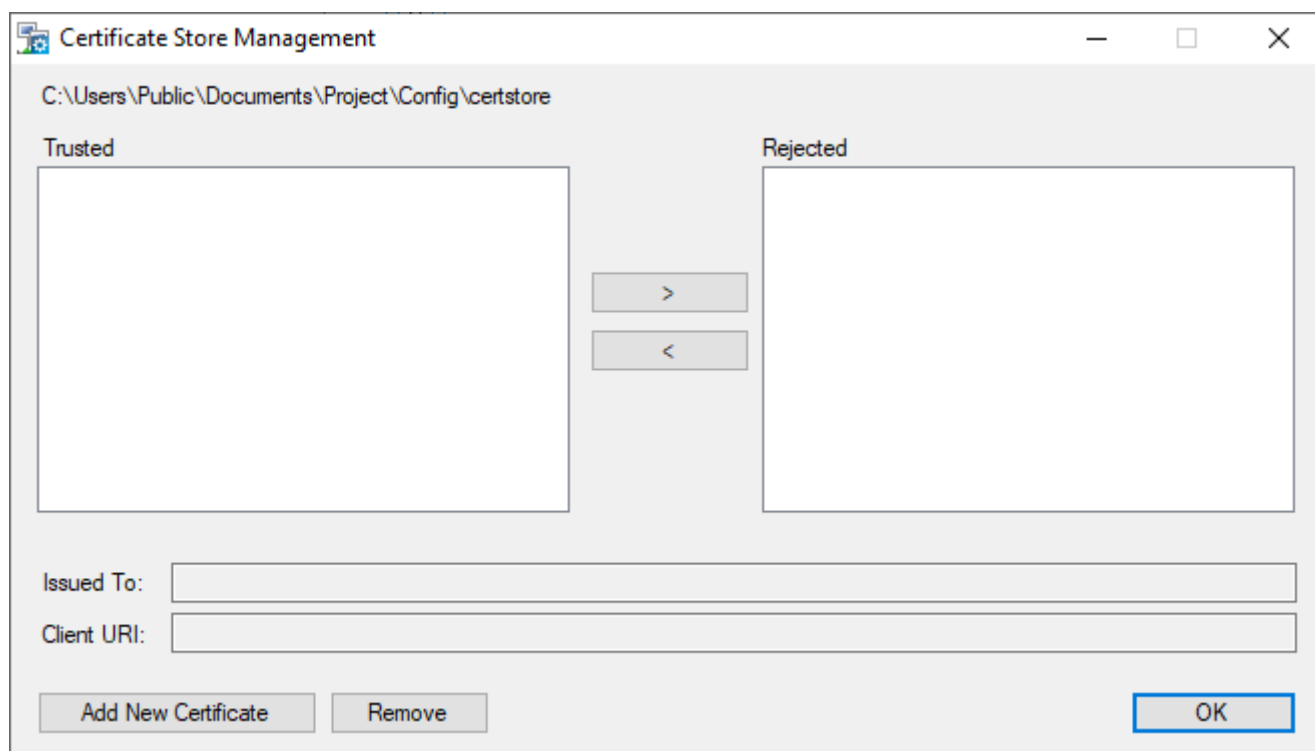 Certificate Store Management
C:\Users\Public\Documents\Project\Config\certstore
Trusted
Rejected
>
<
Issued To:
Client URI:
Add New Certificate
Remove
OK